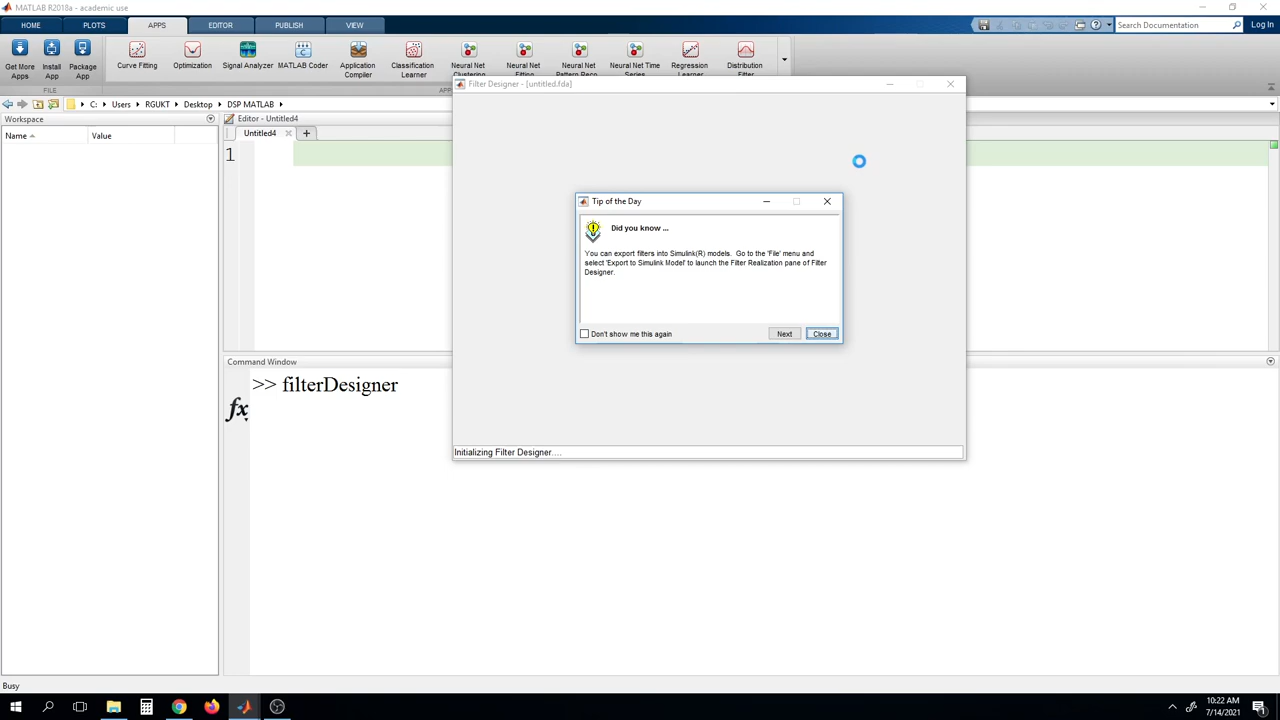 MATLAB R2018a - academic use
HOME
PLOTS
APPS
EDITOR
PUBLISH
VIEW
Search Documentation
Log In
Get More Apps
Install App
Package App
Curve Fitting
Optimization
Signal Analyzer
MATLAB Coder
Application Compiler
Classification Learner
Neural Net Clustering
Neural Net Fitting
Neural Net Pattern Reco...
Neural Net Time Series
Regression Learner
Distribution Fitter
FILE
C:
Users
RGUKT
Desktop
DSP MATLAB
Filter Designer - [untitled.fda]
Workspace
Name
Value
Editor - Untitled4
Untitled4
1
Tip of the Day
Did you know ...
You can export filters into Simulink(R) models. Go to the 'File' menu and
select 'Export to Simulink Model' to launch the Filter Realization pane of Filter
Designer.
Don't show me this again
Next
Close
Command Window
>> filterDesigner
fx
Initializing Filter Designer....
Busy
10:22 AM
7/14/2021
1